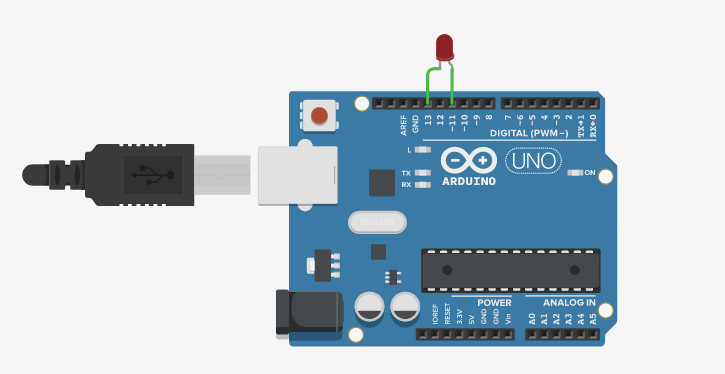 AREF
GND
13
12
~11
~10
~9
8
7
~6
~5
4
~3
2
TX→1
RX←0
DIGITAL (PWM~)
L
TX
RX
UNO
ARDUINO
ON
POWER
ANALOG IN
IOREF
RESET
3.3V
5V
GND
GND
Vin
A0
A1
A2
A3
A4
A5